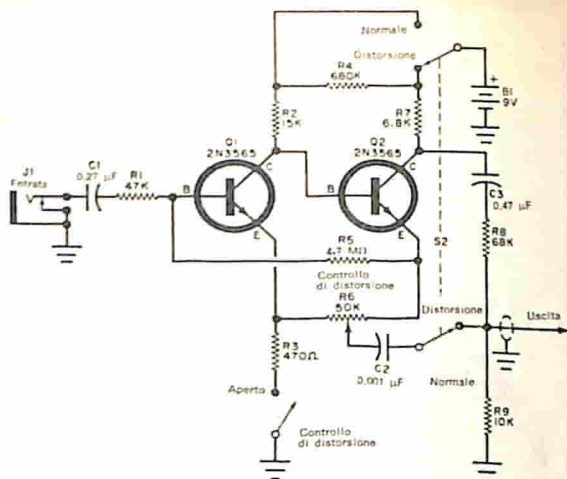 Normale
Distorsione
R4
680K
R2
15K
R7
6.8K
+
B1
9V
Q1
2N3565
Q2
2N3565
J1
Entrata
C1
0,27 µF
R1
47K
B
C
E
B
C
E
C3
0,47 µF
R5
4,7 MΩ
S2
R8
68K
Controllo
di distorsione
R6
50K
Distorsione
Uscita
R3
470Ω
C2
0,001 µF
Normale
Aperto
R9
10K
Controllo
di distorsione